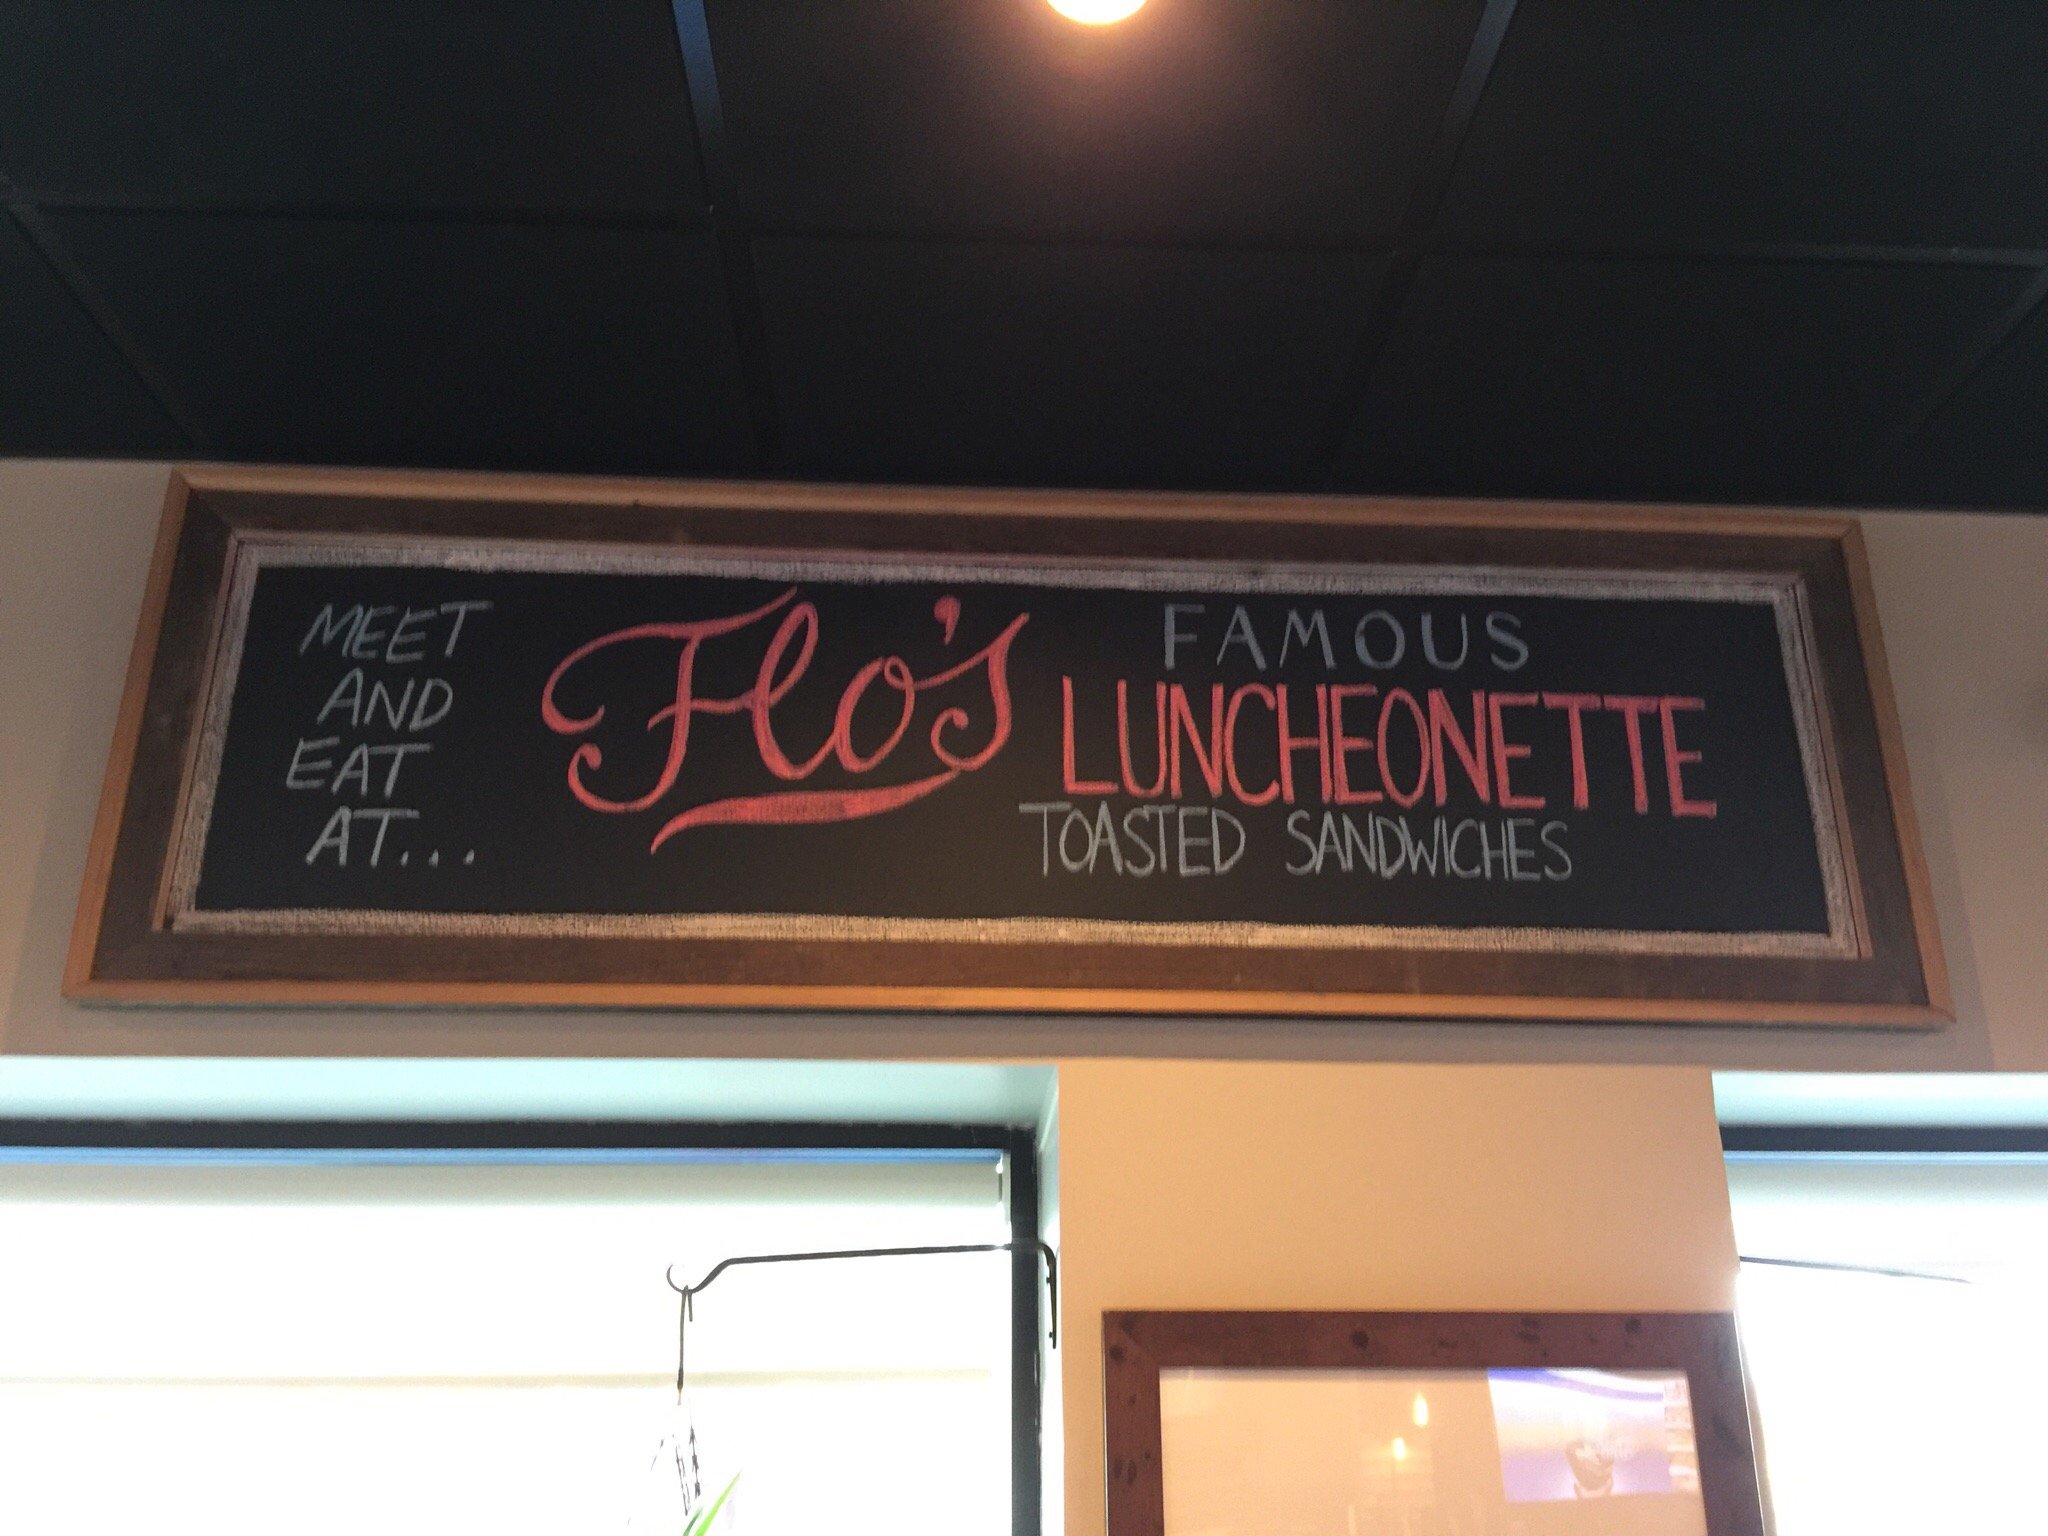 MEET
AND
EAT
AT...
Flo's
FAMOUS
LUNCHEONETTE
TOASTED SANDWICHES